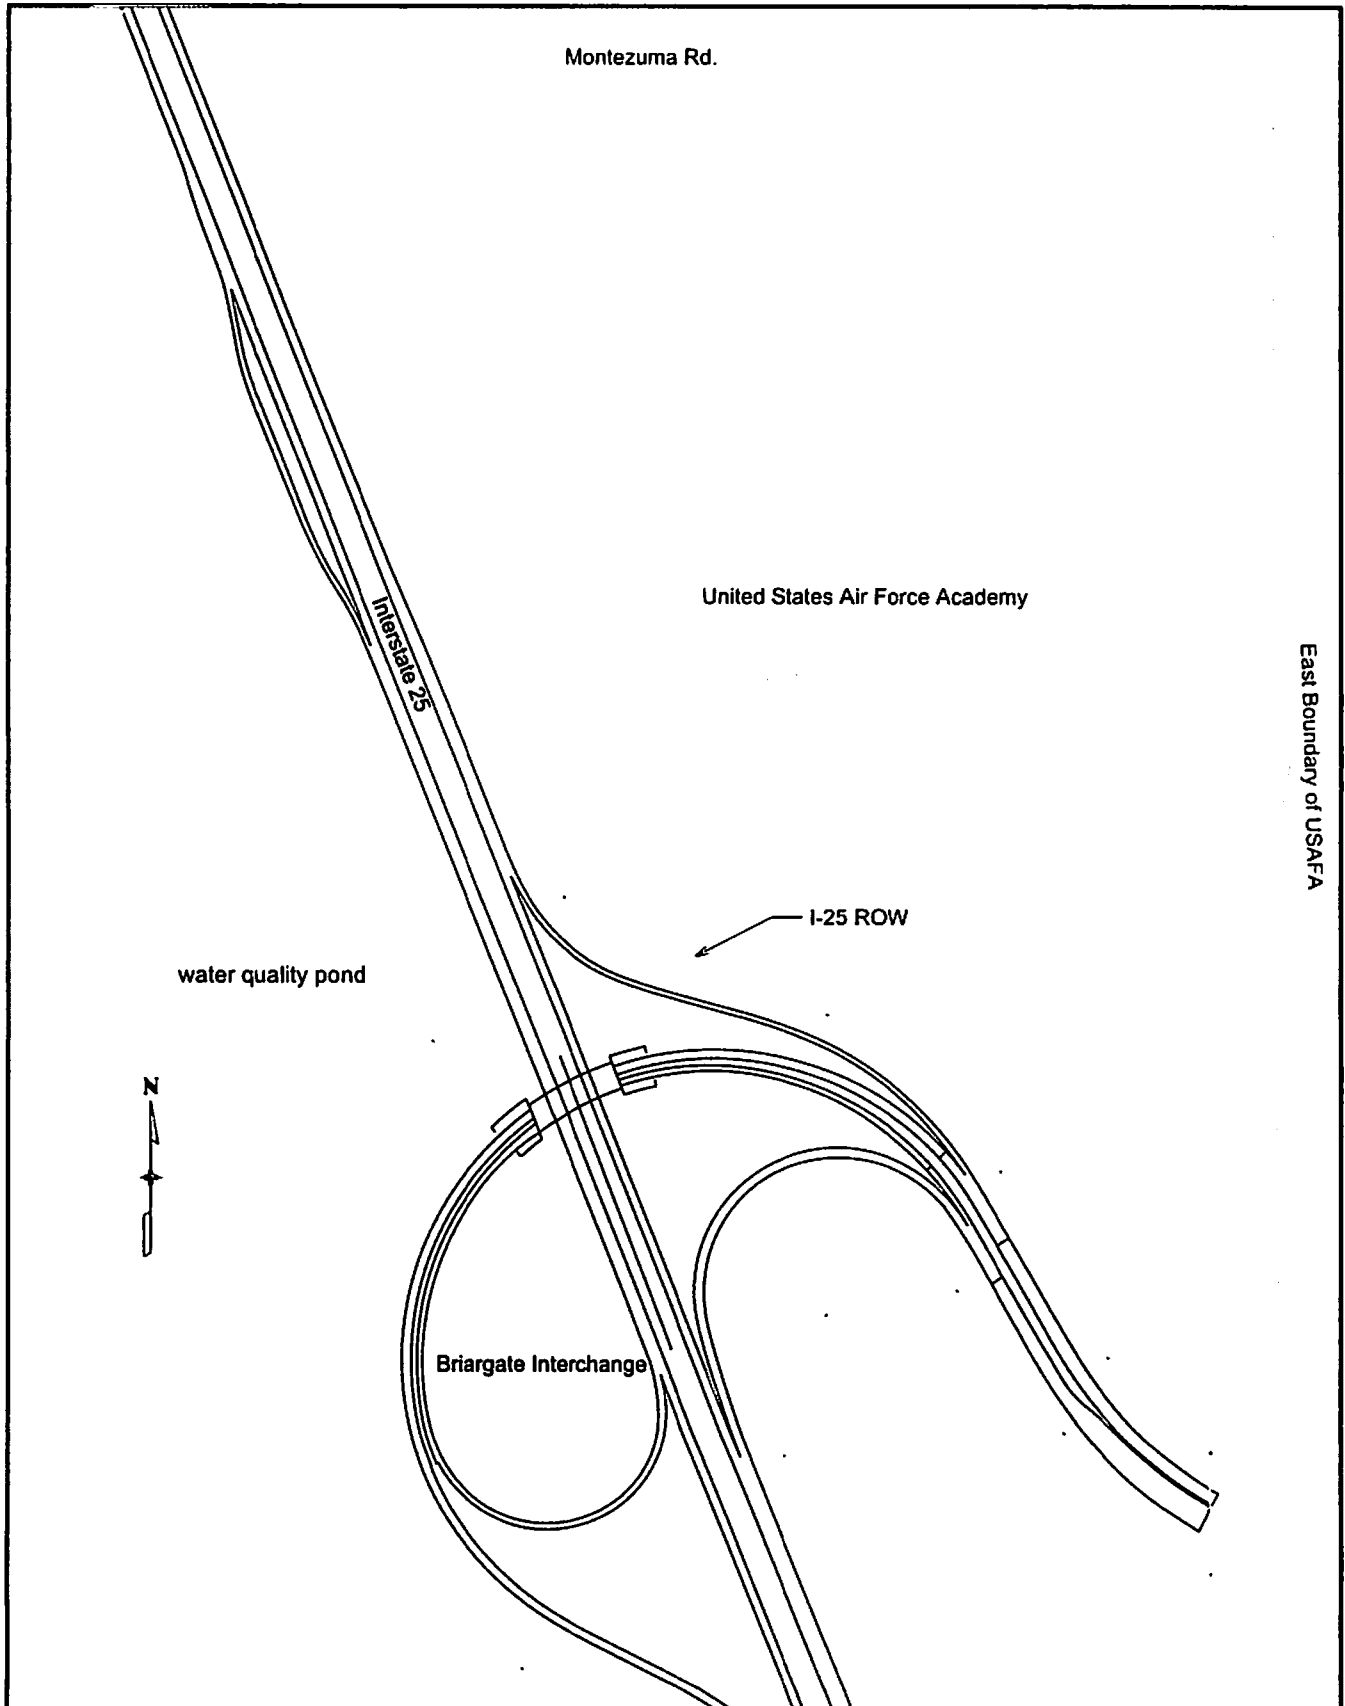 Montezuma Rd.
Interstate 25
United States Air Force Academy
East Boundary of USAFA
I-25 ROW
water quality pond
N
Briargate Interchange